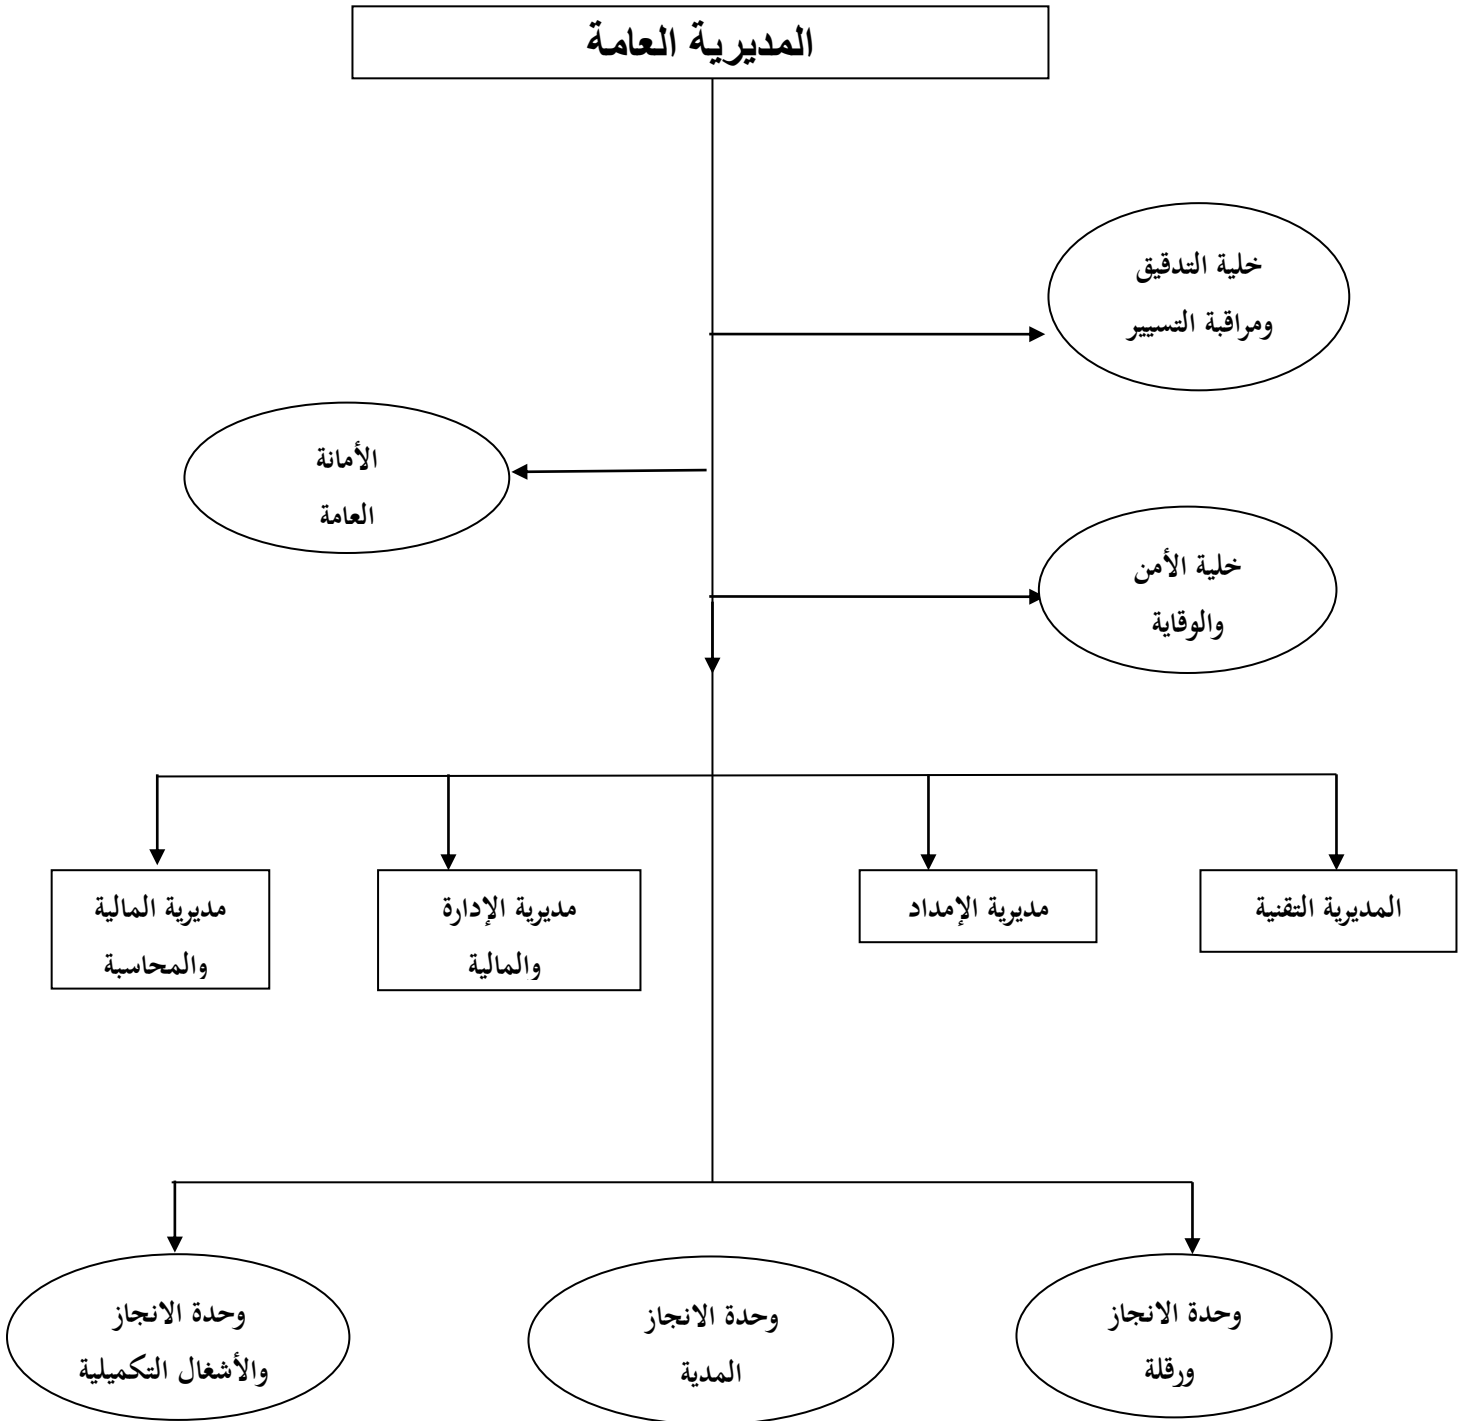 المديرية العامة
خلية التدقيق
ومراقبة التسيير
الأمانة
العامة
خلية الأمن
والوقاية
المديرية التقنية
مديرية الإمداد
مديرية الإدارة
والمالية
مديرية المالية
والمحاسبة
وحدة الانجاز
ورقلة
وحدة الانجاز
المدية
وحدة الانجاز
والأشغال التكميلية